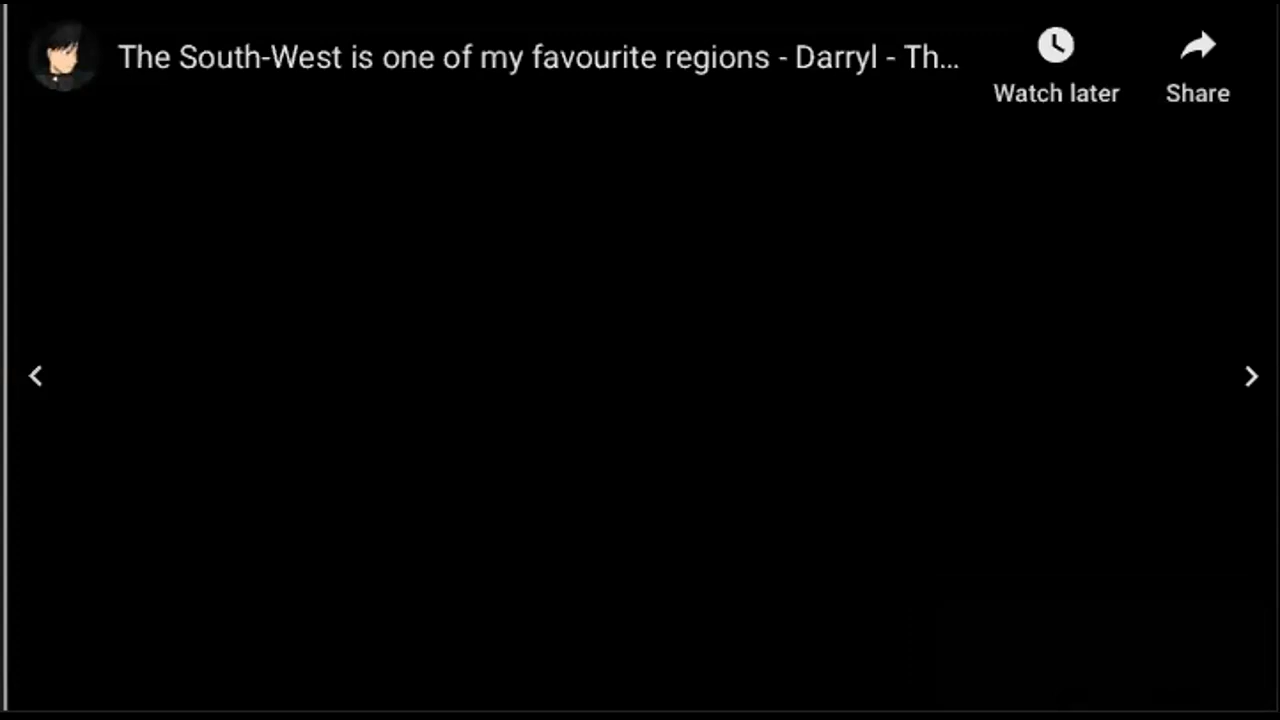 The South-West is one of my favourite regions - Darryl - Th...
Watch later
Share